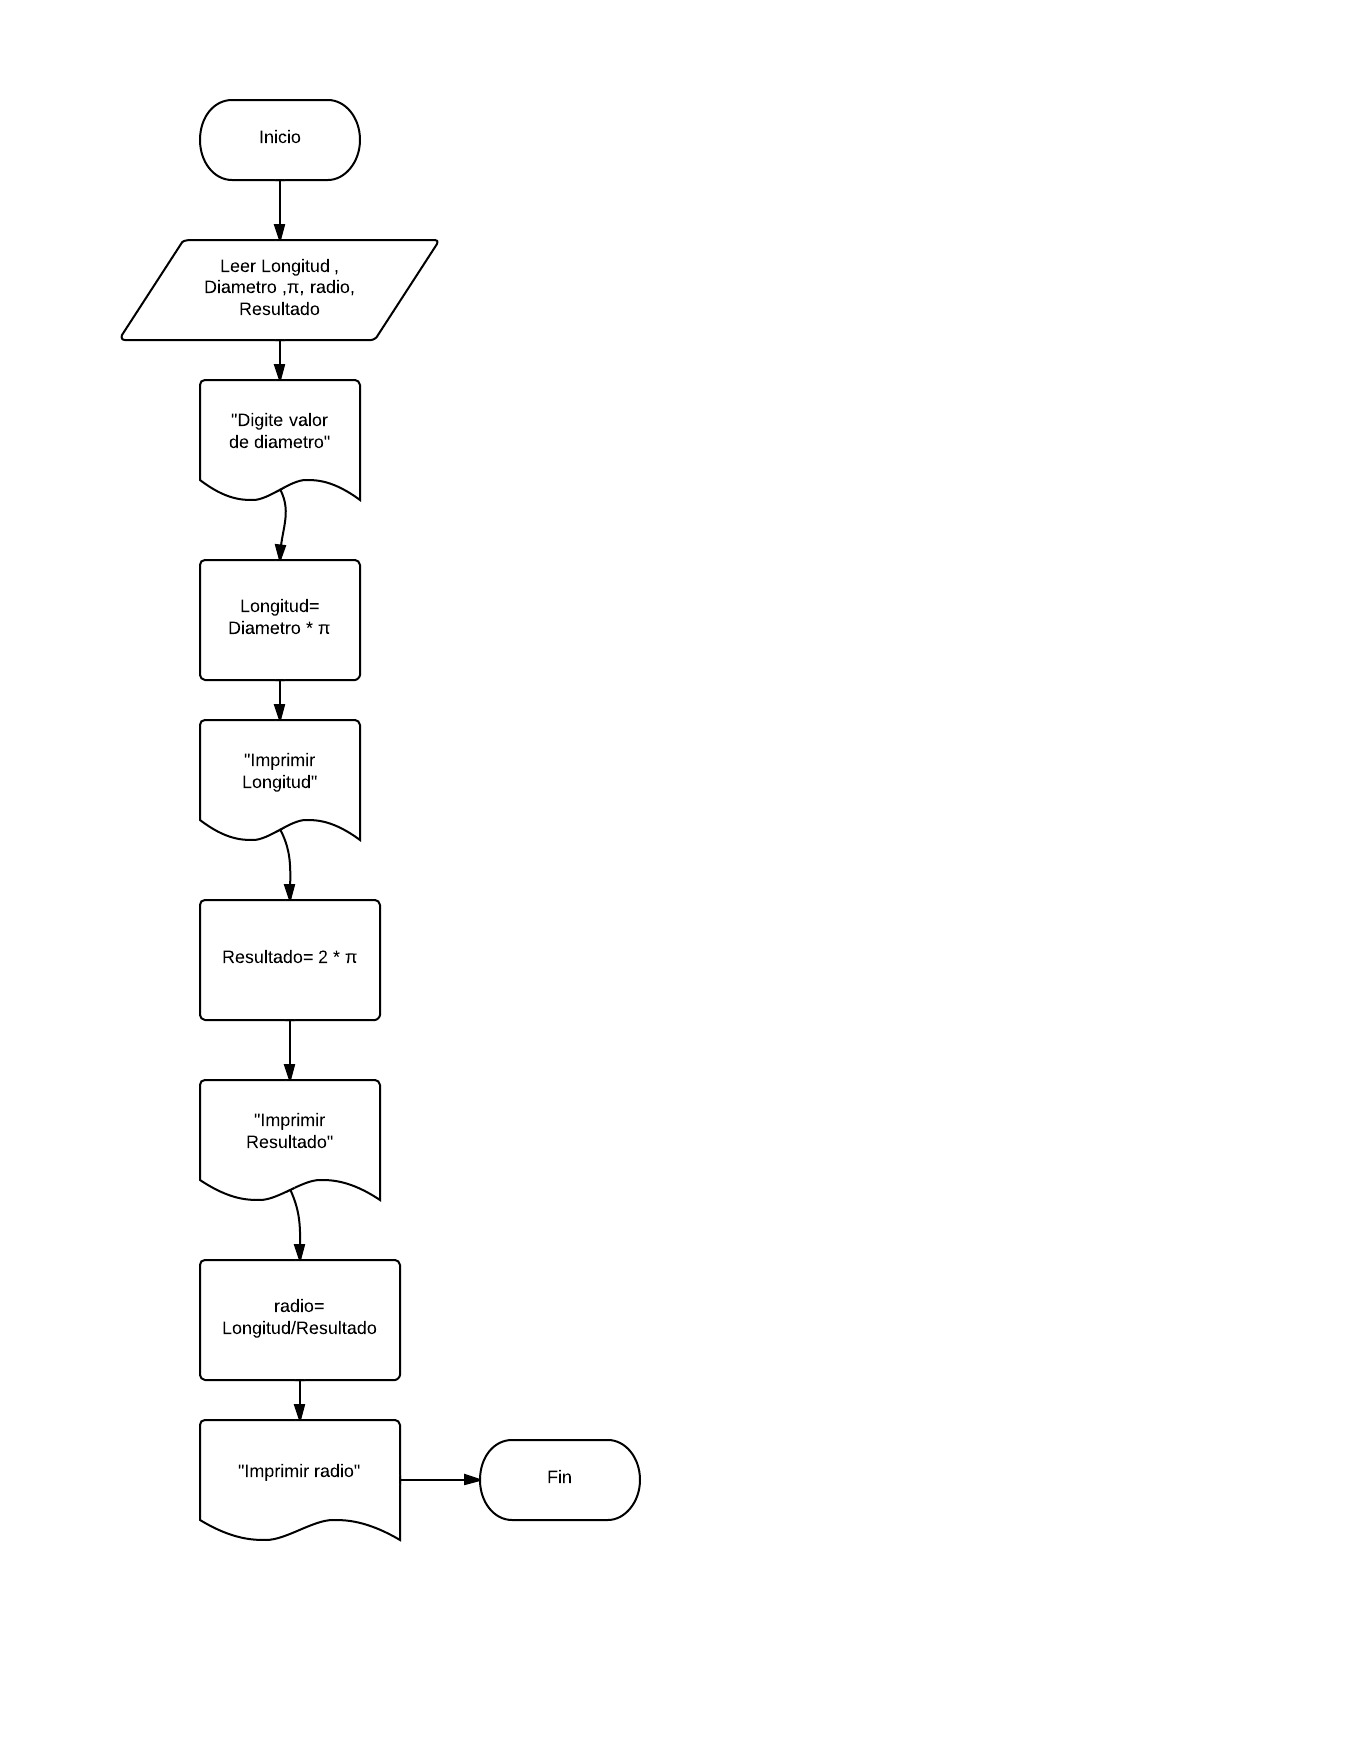 Inicio
Leer Longitud ,
Diametro ,π, radio,
Resultado
"Digite valor
de diametro"
Longitud=
Diametro * π
"Imprimir
Longitud"
Resultado= 2 * π
"Imprimir
Resultado"
radio=
Longitud/Resultado
"Imprimir radio"
Fin